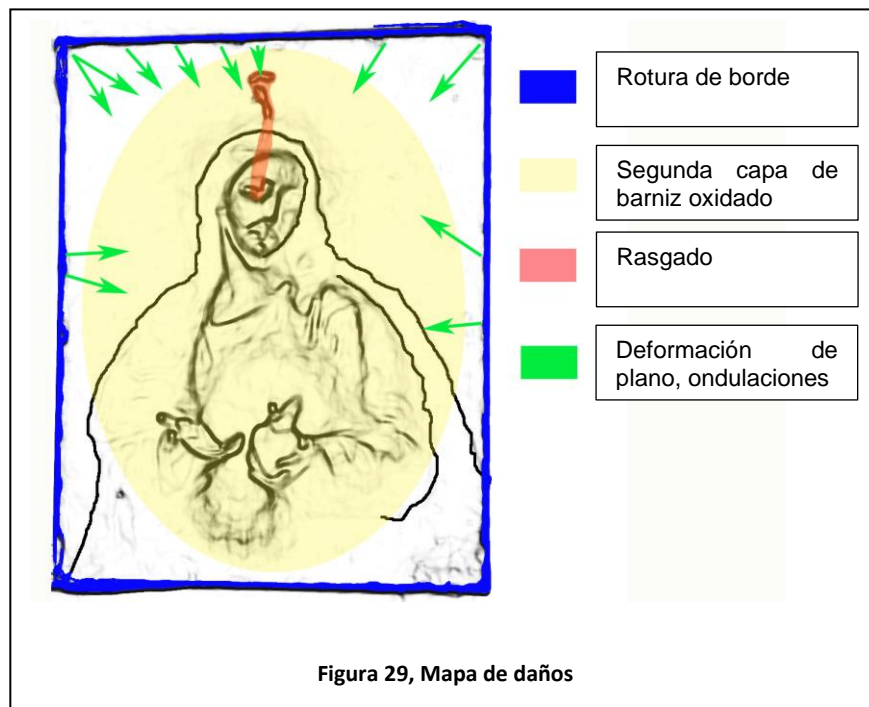 Rotura de borde
Segunda capa de
barniz oxidado
Rasgado
Deformación de
plano, ondulaciones
Figura 29, Mapa de daños